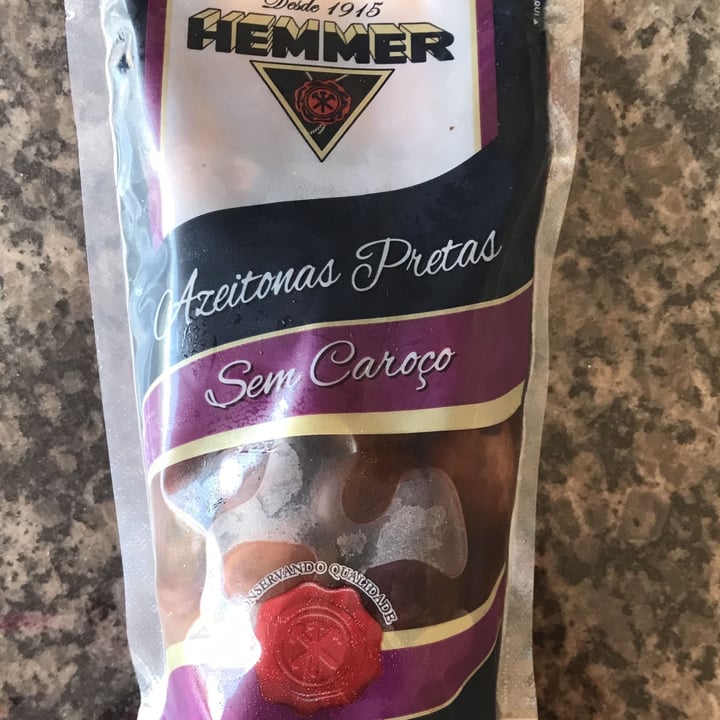 Desde 1915
HEMMER
Azeitonas Pretas
Sem Caroço
CONSERVANDO QUALIDADE